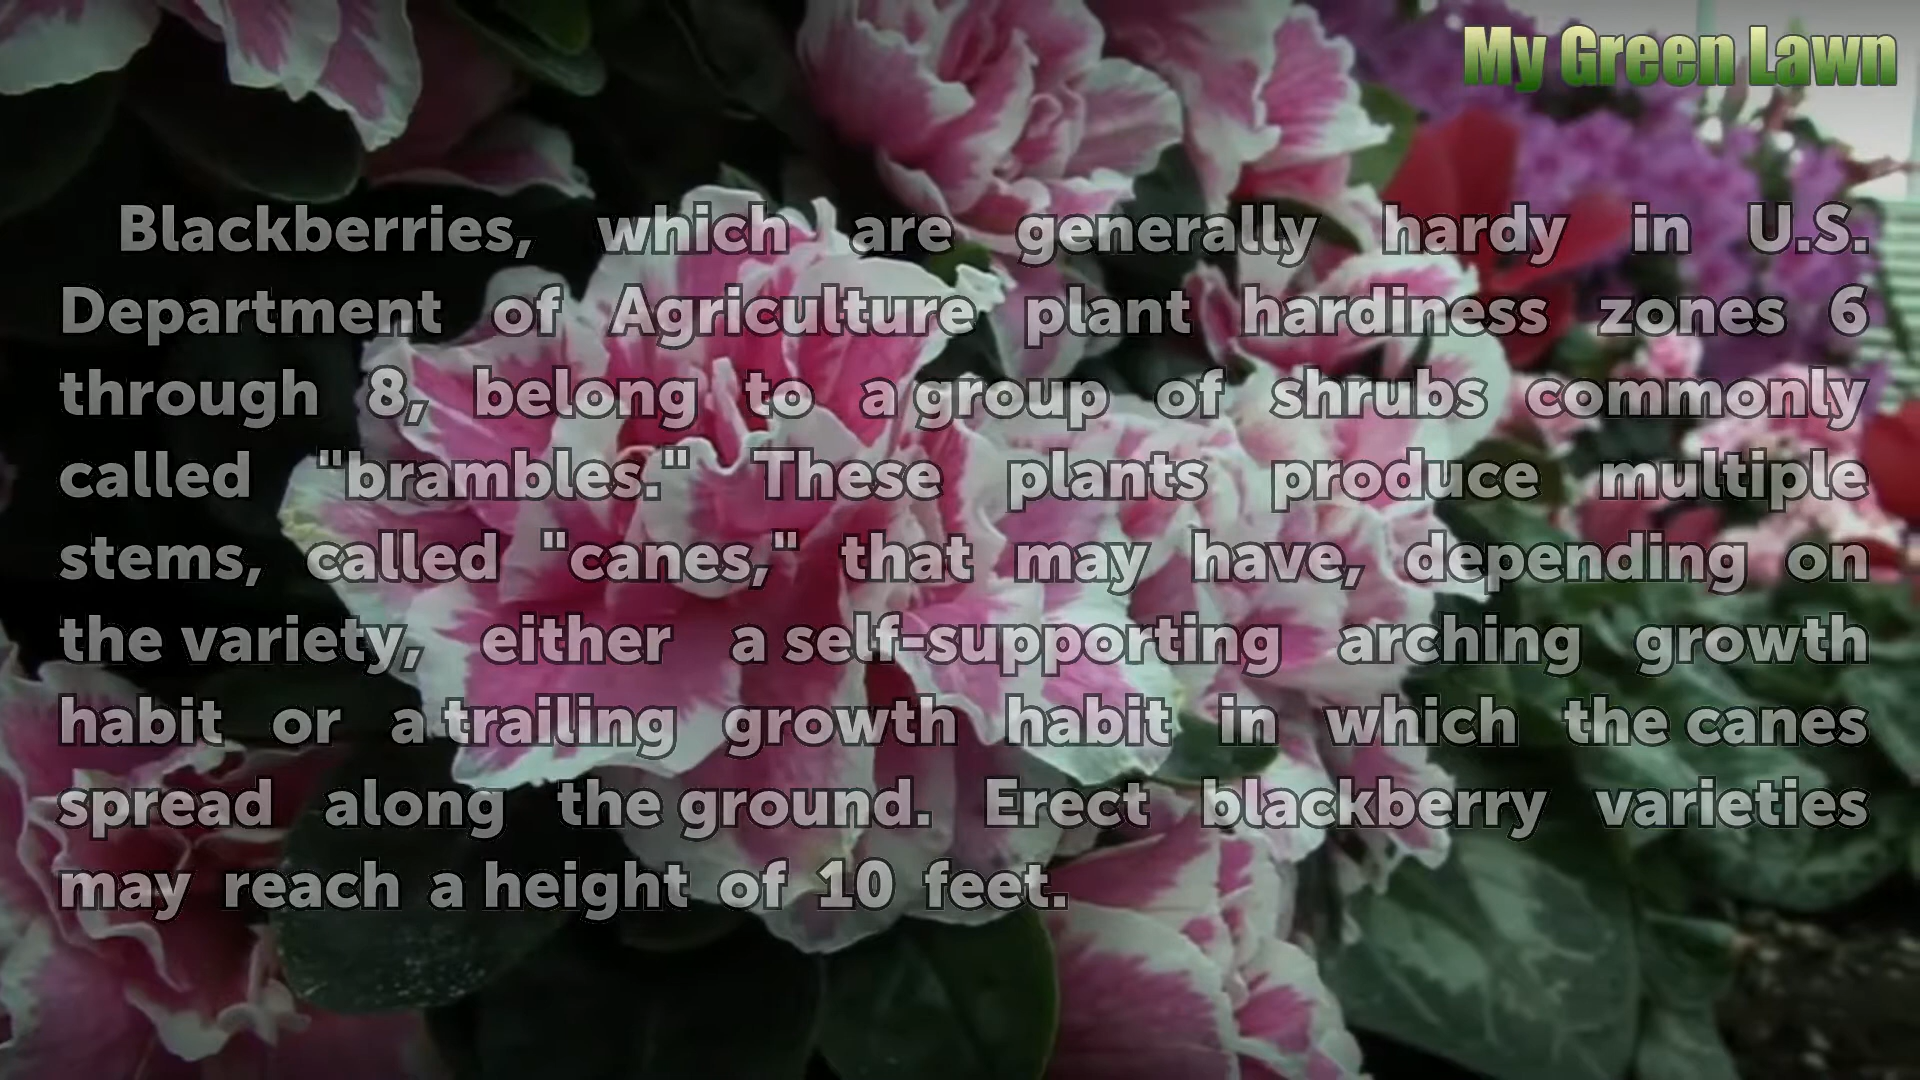 My Green Lawn
Blackberries, which are generally hardy in U.S.
Department of Agriculture plant hardiness zones 6
through 8, belong to a group of shrubs commonly
called "brambles." These plants produce multiple
stems, called "canes," that may have, depending on
the variety, either a self-supporting arching growth
habit or a trailing growth habit in which the canes
spread along the ground. Erect blackberry varieties
may reach a height of 10 feet.